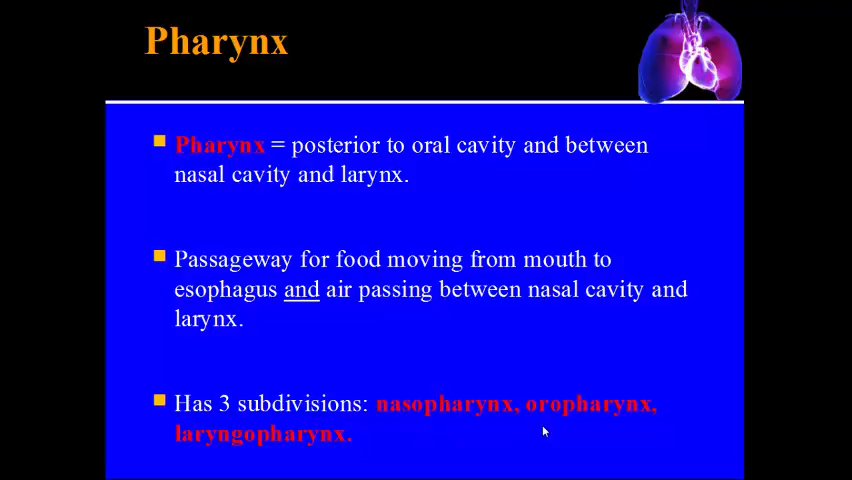 Pharynx
Pharynx = posterior to oral cavity and between
nasal cavity and larynx.
Passageway for food moving from mouth to
esophagus and air passing between nasal cavity and
larynx.
Has 3 subdivisions: nasopharynx, oropharynx,
laryngopharynx.